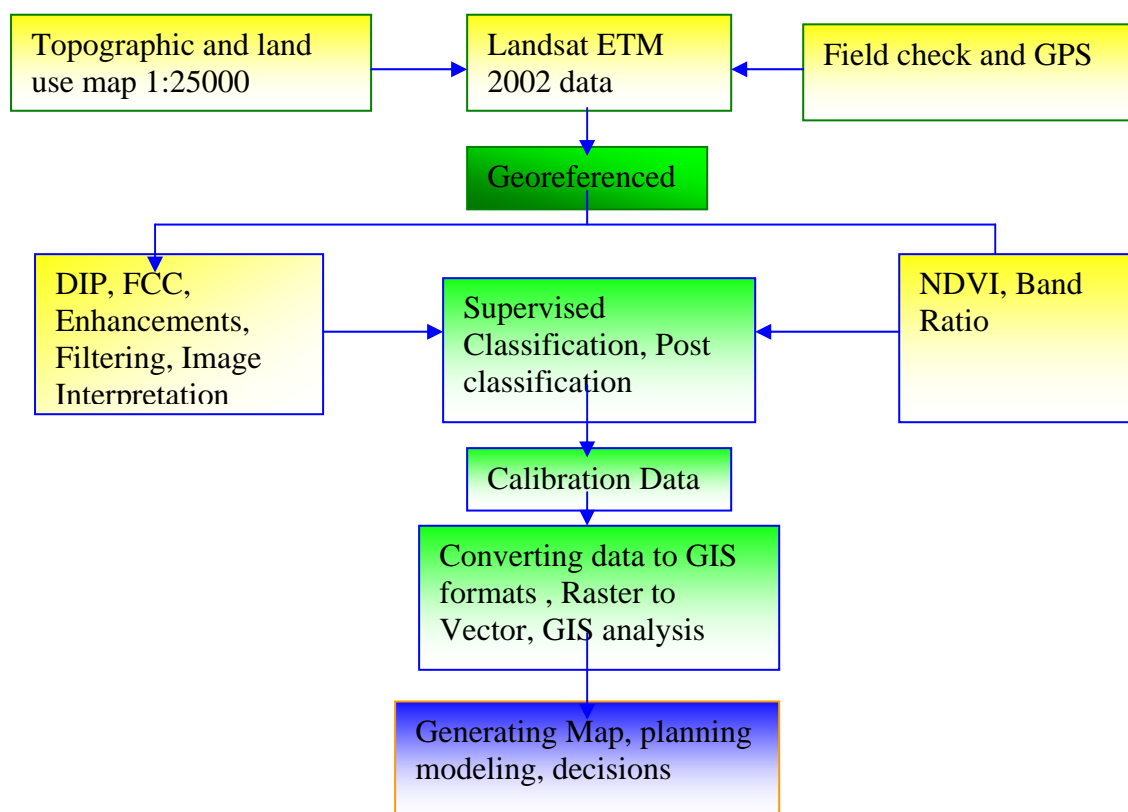 Topographic and land
use map 1:25000
Landsat ETM
2002 data
Field check and GPS
Georeferenced
DIP, FCC,
Enhancements,
Filtering, Image
Interpretation
Supervised
Classification, Post
classification
NDVI, Band
Ratio
Calibration Data
Converting data to GIS
formats , Raster to
Vector, GIS analysis
Generating Map, planning
modeling, decisions